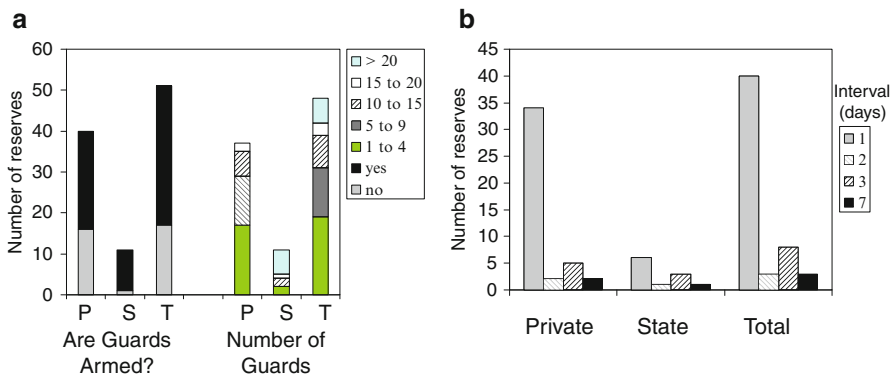 a
Number of reserves
60
50
40
30
20
10
0
P S T P S T
Are Guards
Armed?
Number of
Guards
> 20
15 to 20
10 to 15
5 to 9
1 to 4
yes
no
b
Number of reserves
45
40
35
30
25
20
15
10
5
0
Private State Total
Interval
(days)
1
2
3
7